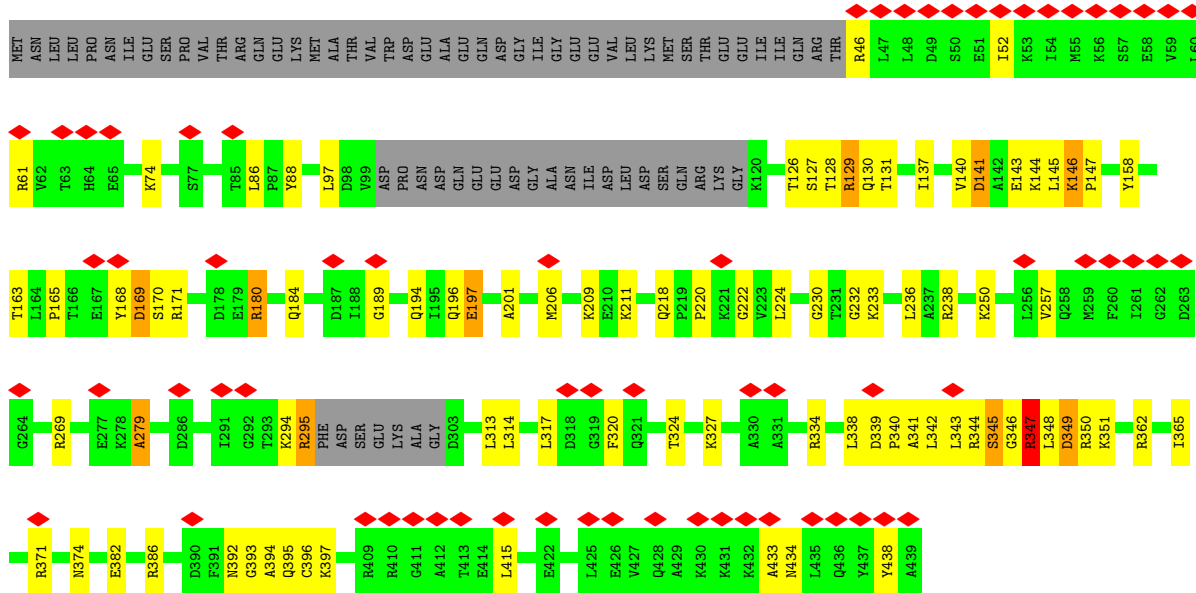 MET ASN LEU LEU PRO ASN ILE GLU SER PRO VAL THR ARG GLN GLU LYS MET ALA THR VAL TRP ASP GLU ALA GLU GLN ASP GLY ILE GLY GLU GLU VAL LEU LYS MET SER THR GLU GLU ILE ILE GLN ARG THR R46 L47 L48 D49 S50 E51 I52 K53 I54 M55 K56 S57 E58 V59 L60
R61 V62 T63 H64 E65 K74 S77 T85 L86 P87 Y88 L97 D98 V99 ASP PRO ASN ASP GLN GLU GLU ASP GLY ALA ASN ILE ASP LEU ASP SER GLN ARG LYS GLY K120 T126 S127 T128 R129 Q130 T131 I137 V140 D141 A142 E143 K144 L145 K146 P147 Y158
T163 L164 P165 T166 E167 Y168 D169 S170 R171 D178 E179 R180 Q184 D187 I188 G189 Q194 I195 Q196 E197 A201 M206 K209 E210 K211 Q218 P219 P220 K221 G222 V223 L224 G230 T231 G232 K233 L236 A237 R238 K250 L256 V257 Q258 M259 F260 I261 G262 D263
G264 R269 E277 K278 A279 D286 I291 G292 T293 K294 R295 PHE ASP SER GLU LYS ALA GLY D303 L313 L314 L317 D318 G319 F320 Q321 T324 K327 A330 A331 R334 L338 D339 P340 A341 L342 L343 R344 S345 G346 R347 L348 D349 R350 K351 R362 I365
R371 N374 E382 R386 D390 F391 N392 G393 A394 Q395 C396 K397 R409 R410 G411 A412 T413 E414 L415 E422 L425 E426 V427 Q428 A429 K430 K431 K432 A433 N434 L435 Q436 Y437 Y438 A439